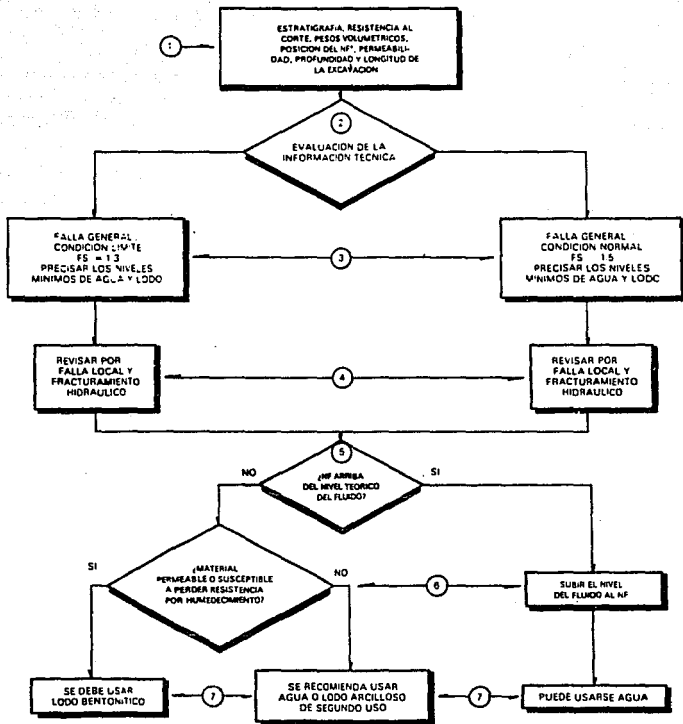 1
ESTRATIGRAFIA, RESISTENCIA AL
CORTE, PESOS VOLUMETRICOS,
POSICION DEL NF*, PERMEABILI-
DAD, PROFUNDIDAD Y LONGITUD DE
LA EXCAVACION
2
EVALUACION DE LA
INFORMACION TECNICA
FALLA GENERAL
CONDICION LIMITE
FS = 1.3
PRECISAR LOS NIVELES
MINIMOS DE AGUA Y LODO
3
FALLA GENERAL
CONDICION NORMAL
FS 1.5
PRECISAR LOS NIVELES
MINIMOS DE AGUA Y LODO
REVISAR POR
FALLA LOCAL Y
FRACTURAMIENTO
HIDRAULICO
4
REVISAR POR
FALLA LOCAL Y
FRACTURAMIENTO
HIDRAULICO
5
NO
¿NF ARRIBA
DEL NIVEL TEORICO
DEL FLUIDO?
SI
SI
¿MATERIAL
PERMEABLE O SUSCEPTIBLE
A PERDER RESISTENCIA
POR HUMEDECIMIENTO?
NO
6
SUBIR EL NIVEL
DEL FLUIDO AL NF
SE DEBE USAR
LODO BENTONITICO
7
SE RECOMIENDA USAR
AGUA O LODO ARCILLOSO
DE SEGUNDO USO
7
PUEDE USARSE AGUA